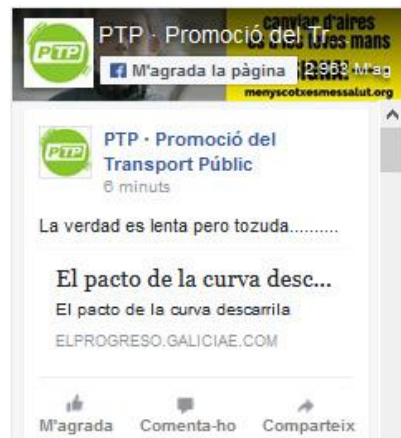 canviar d'aires
PTP · Promoció del Tr...
PTP
M'agrada la pàgina
2.963 M'ag
menyscotxesmessalut.org
PTP
PTP · Promoció del
Transport Públic
6 minuts
La verdad es lenta pero tozuda..........
El pacto de la curva desc...
El pacto de la curva descarrila
ELPROGRESO.GALICIAE.COM
M'agrada Comenta-ho Comparteix